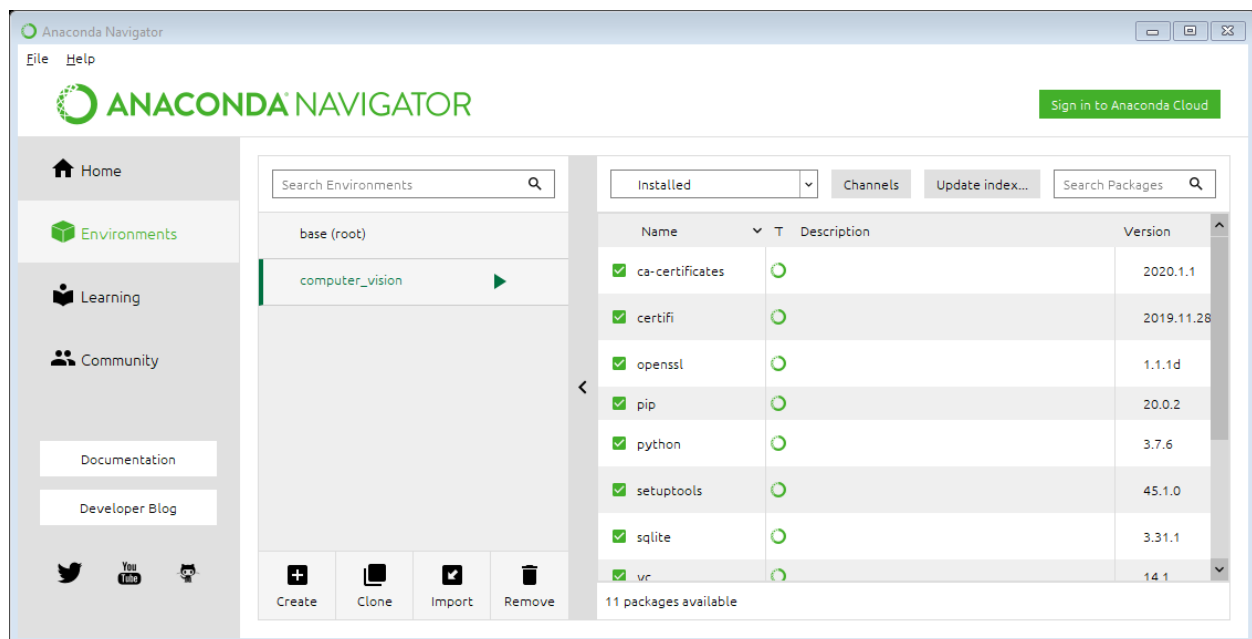 Anaconda Navigator
File Help
ANACONDA NAVIGATOR
Sign in to Anaconda Cloud
Home
Environments
Learning
Community
Documentation
Developer Blog
You
Tube
Search Environments
base (root)
computer_vision
Create Clone Import Remove
Installed Channels Update index... Search Packages
Name T Description Version
ca-certificates 2020.1.1
certifi 2019.11.28
openssl 1.1.1d
pip 20.0.2
python 3.7.6
setuptools 45.1.0
sqlite 3.31.1
vc 14.1
11 packages available